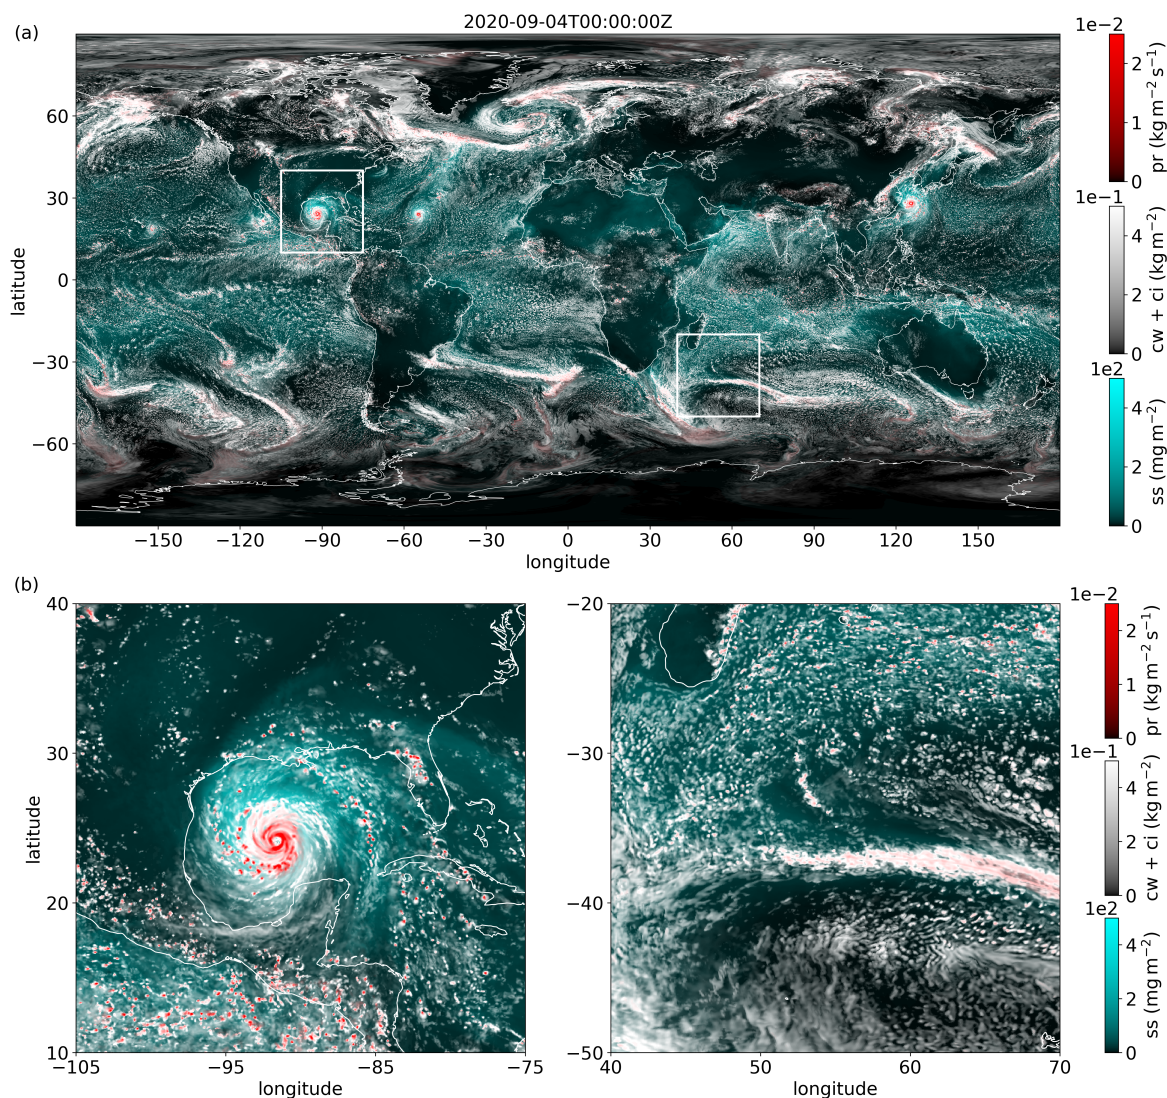 2020-09-04T00:00:00Z
(a)
latitude
60
30
0
−30
−60
−150 −120 −90 −60 −30 0 30 60 90 120 150
longitude
1e−2
2
1
0
pr (kg m−2 s−1)
1e−1
4
2
0
cw + ci (kg m−2)
1e2
4
2
0
ss (mg m−2)
(b)
latitude
40
30
20
10
−105 −95 −85 −75
longitude
−20
−30
−40
−50
40 50 60 70
longitude
1e−2
2
1
0
pr (kg m−2 s−1)
1e−1
4
2
0
cw + ci (kg m−2)
1e2
4
2
0
ss (mg m−2)